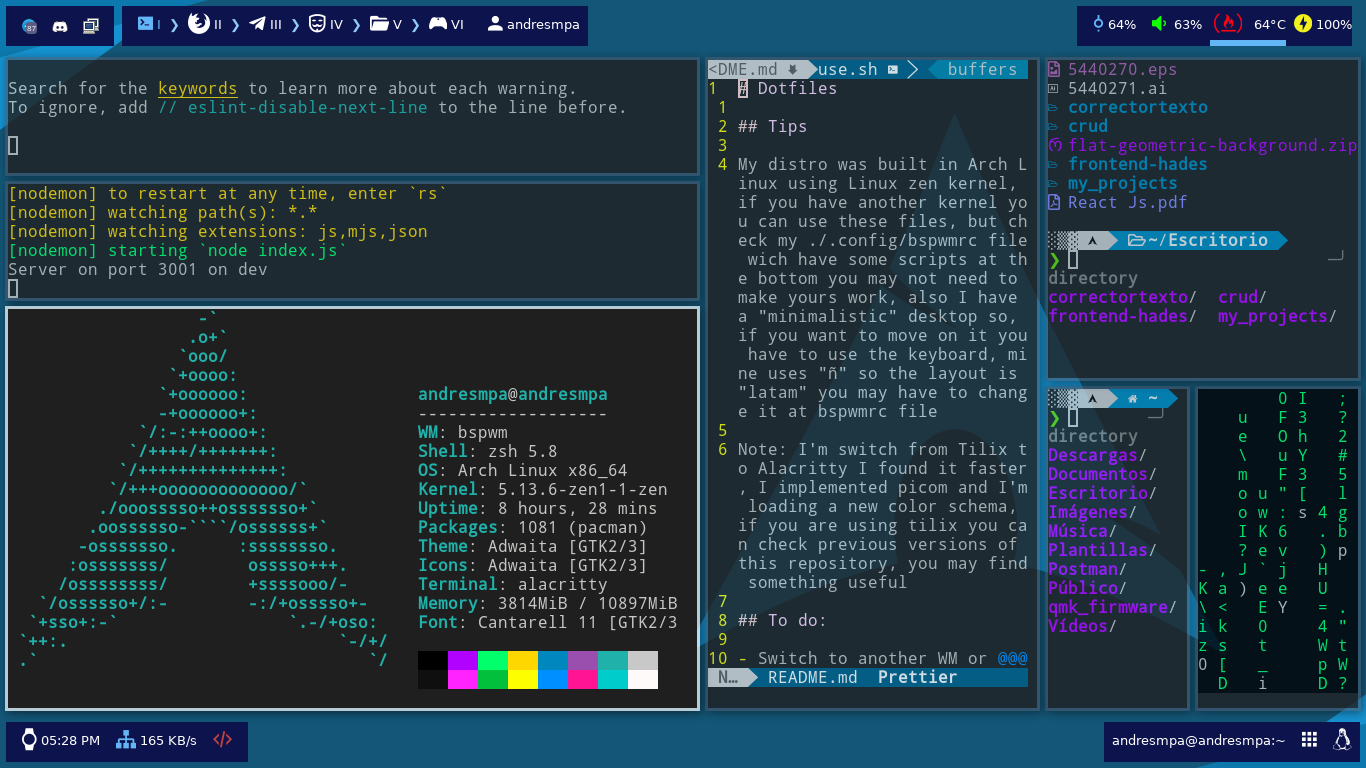 87
I ❯ II ❯ III ❯ IV ❯ V ❯ VI andresmpa
64% 63% 64°C 100%
Search for the keywords to learn more about each warning.
To ignore, add // eslint-disable-next-line to the line before.
[nodemon] to restart at any time, enter `rs`
[nodemon] watching path(s): *.*
[nodemon] watching extensions: js,mjs,json
[nodemon] starting `node index.js`
Server on port 3001 on dev
andresmpa@andresmpa
-------------------
WM: bspwm
Shell: zsh 5.8
OS: Arch Linux x86_64
Kernel: 5.13.6-zen1-1-zen
Uptime: 8 hours, 28 mins
Packages: 1081 (pacman)
Theme: Adwaita [GTK2/3]
Icons: Adwaita [GTK2/3]
Terminal: alacritty
Memory: 3814MiB / 10897MiB
Font: Cantarell 11 [GTK2/3
<DME.md use.sh buffers
1 # Dotfiles
1
2 ## Tips
3
4 My distro was built in Arch L
inux using Linux zen kernel,
if you have another kernel yo
u can use these files, but ch
eck my ./.config/bspwmrc file
wich have some scripts at th
e bottom you may not need to
make yours work, also I have
a "minimalistic" desktop so,
if you want to move on it you
have to use the keyboard, mi
ne uses "ñ" so the layout is
"latam" you may have to chang
e it at bspwmrc file
5
6 Note: I'm switch from Tilix t
o Alacritty I found it faster
, I implemented picom and I'm
loading a new color schema,
if you are using tilix you ca
n check previous versions of
this repository, you may find
something useful
7
8 ## To do:
9
10 - Switch to another WM or @@@
N… README.md Prettier
5440270.eps
5440271.ai
correctortexto
crud
flat-geometric-background.zip
frontend-hades
my_projects
React Js.pdf
~/Escritorio
❯
directory
correctortexto/ crud/
frontend-hades/ my_projects/
~
❯
directory
Descargas/
Documentos/
Escritorio/
Imágenes/
Música/
Plantillas/
Postman/
Público/
qmk_firmware/
Vídeos/
05:28 PM 165 KB/s </>
andresmpa@andresmpa:~